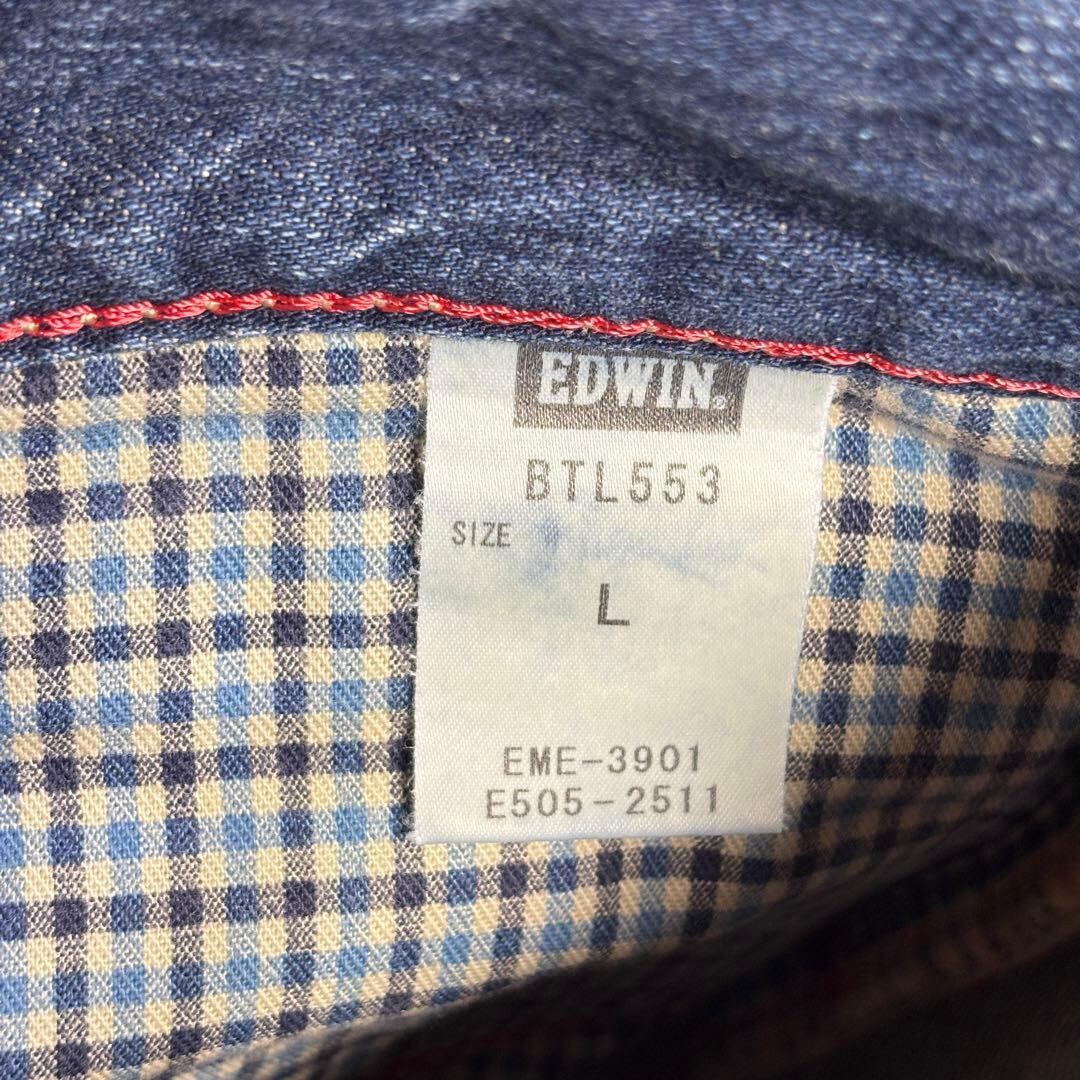 EDWIN®
BTL553
SIZE
L
EME-3901
E505-2511